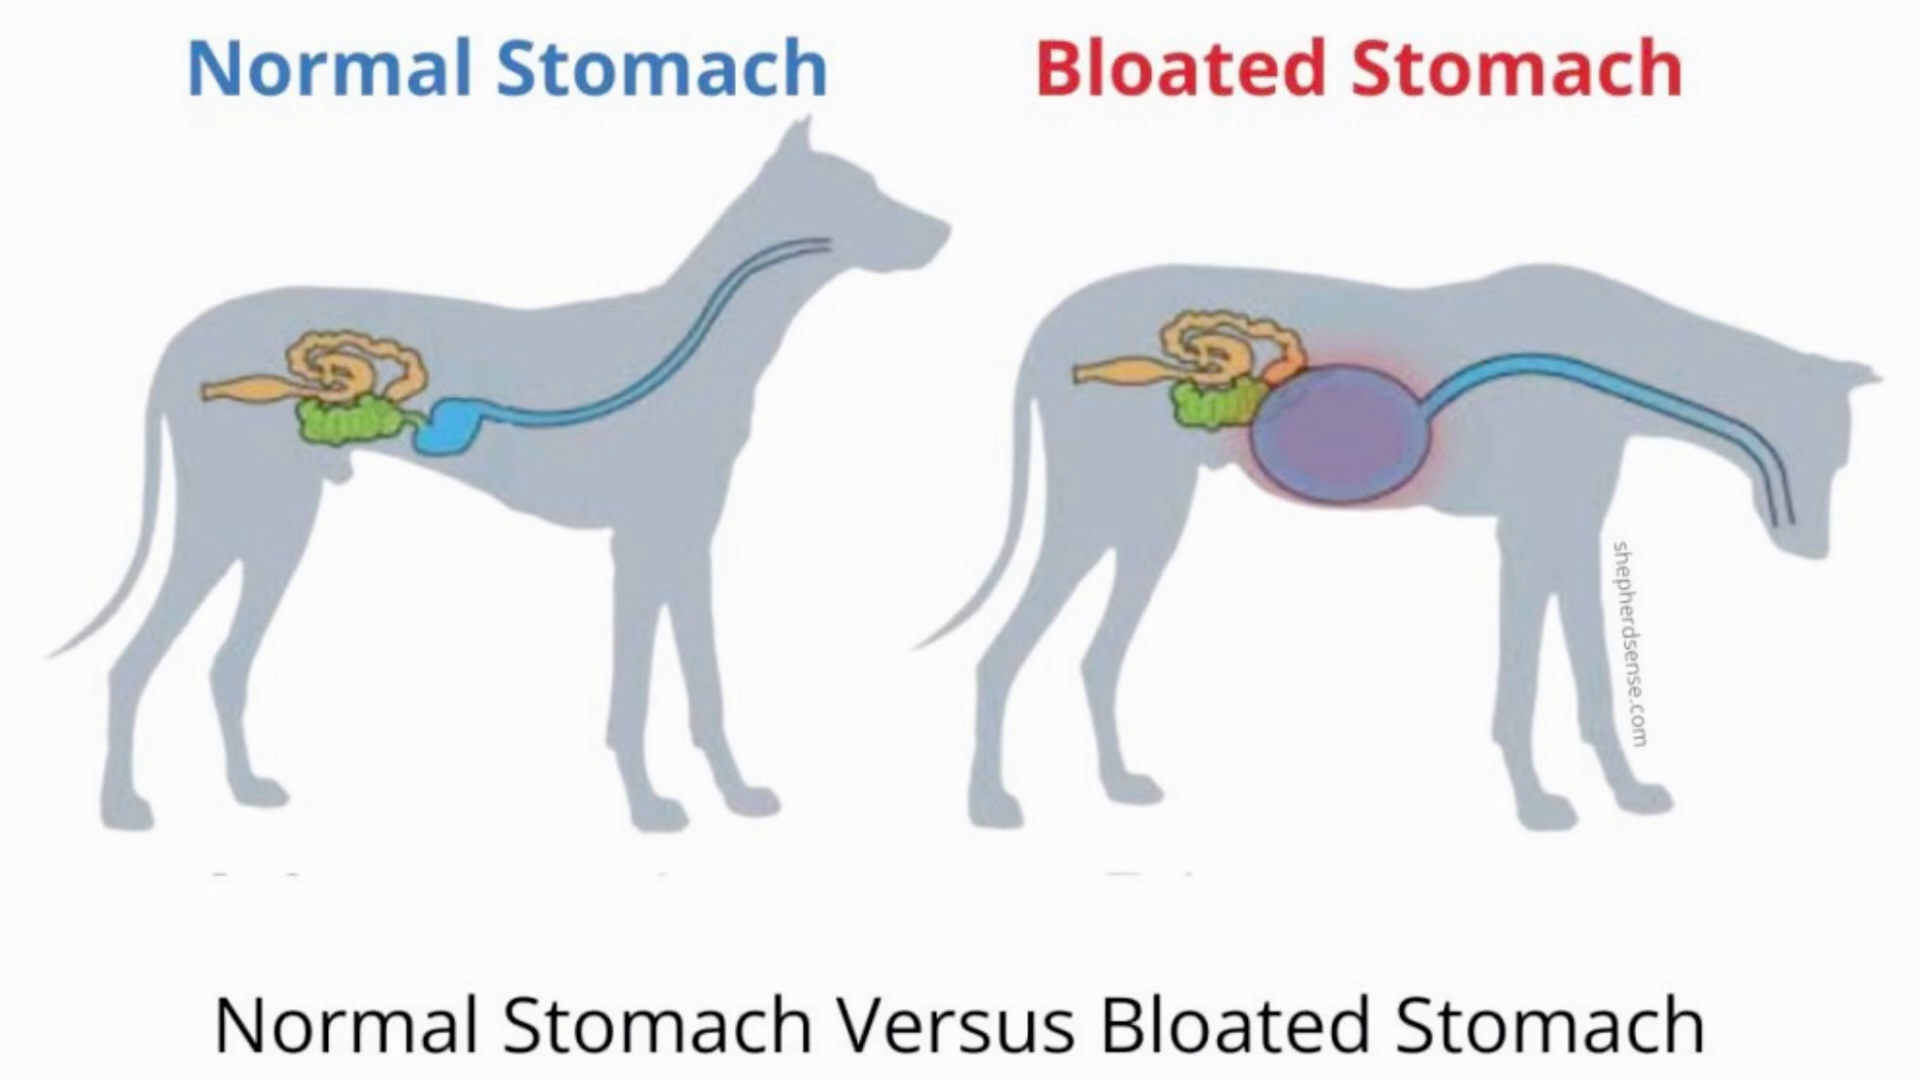 Normal Stomach
Bloated Stomach
shepherdsense.com
Normal Stomach Versus Bloated Stomach